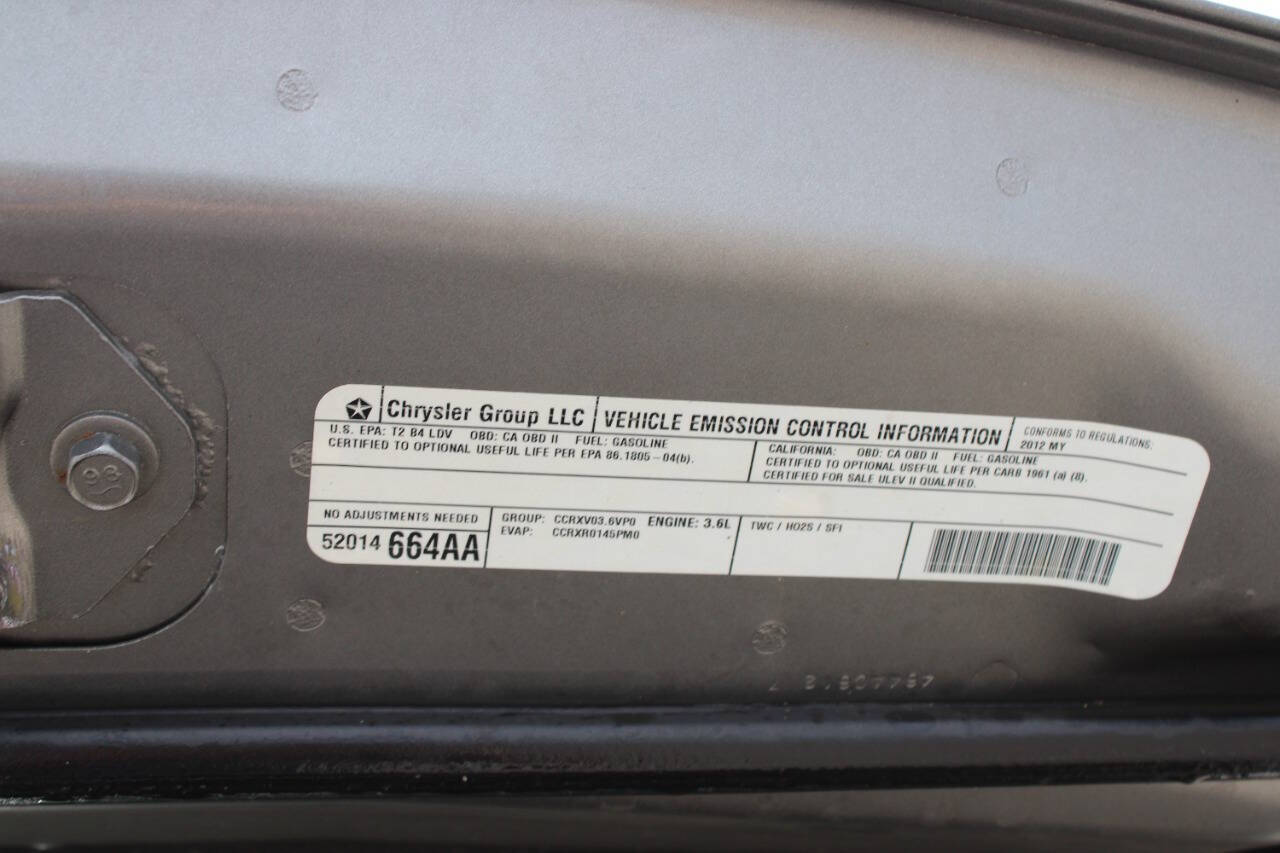 Chrysler Group LLC
VEHICLE EMISSION CONTROL INFORMATION
CONFORMS TO REGULATIONS:
2012 MY
U.S. EPA: T2 B4 LDV OBD: CA OBD II FUEL: GASOLINE
CERTIFIED TO OPTIONAL USEFUL LIFE PER EPA 86.1805-04(b).
CALIFORNIA: OBD: CA OBD II FUEL: GASOLINE
CERTIFIED TO OPTIONAL USEFUL LIFE PER CARB 1961 (a) (8).
CERTIFIED FOR SALE ULEV II QUALIFIED.
NO ADJUSTMENTS NEEDED
52014 664AA
GROUP: CCRXV03.6VP0 ENGINE: 3.6L
EVAP: CCRXR0145PM0
TWC / HO2S / SFI
98